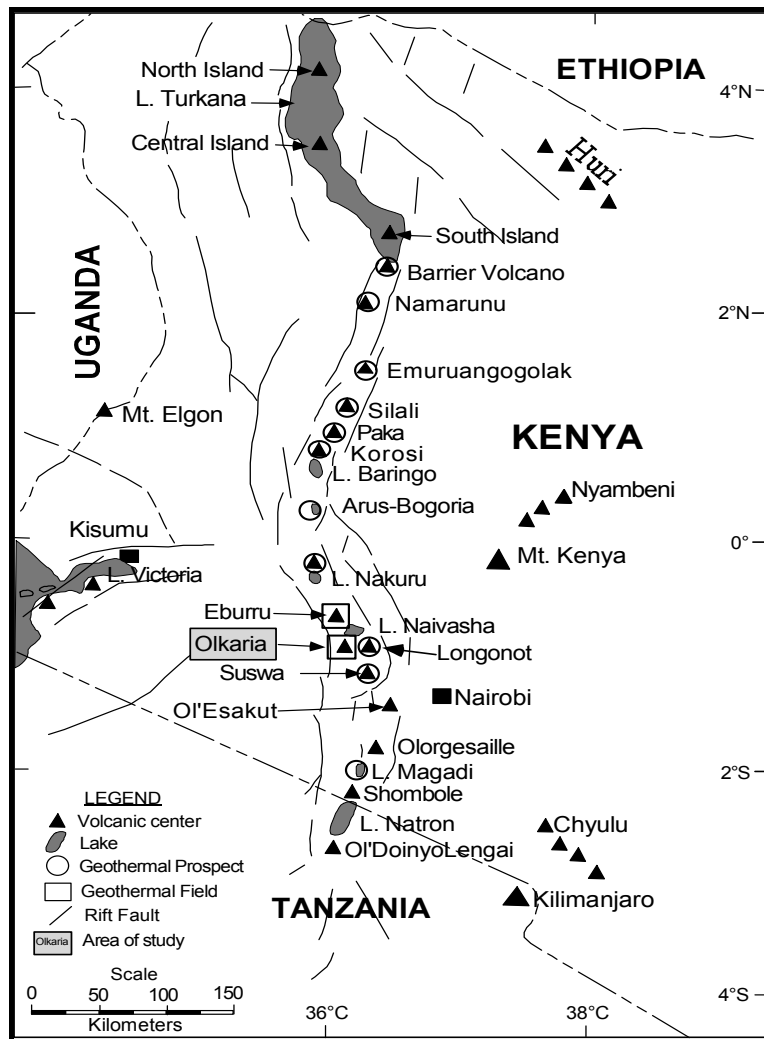 ETHIOPIA
4°N
North Island
L. Turkana
Central Island
Huri
South Island
Barrier Volcano
UGANDA
Namarunu
2°N
Emuruangogolak
Mt. Elgon
Silali
Paka
KENYA
Korosi
L. Baringo
Nyambeni
Arus-Bogoria
Kisumu
0°
Mt. Kenya
L. Victoria
L. Nakuru
Eburru
L. Naivasha
Olkaria
Longonot
Suswa
Nairobi
Ol'Esakut
Olorgesaille
L. Magadi
2°S
Shombole
L. Natron
Chyulu
Ol'DoinyoLengai
Kilimanjaro
TANZANIA
LEGEND
Volcanic center
Lake
Geothermal Prospect
Geothermal Field
Rift Fault
Olkaria Area of study
Scale
0 50 100 150
Kilometers
36°C
38°C
4°S